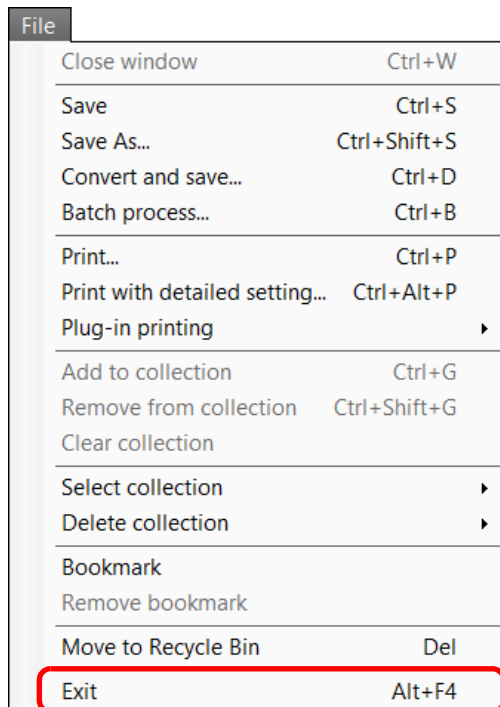 File
Close window Ctrl+W
Save Ctrl+S
Save As... Ctrl+Shift+S
Convert and save... Ctrl+D
Batch process... Ctrl+B
Print... Ctrl+P
Print with detailed setting... Ctrl+Alt+P
Plug-in printing
Add to collection Ctrl+G
Remove from collection Ctrl+Shift+G
Clear collection
Select collection
Delete collection
Bookmark
Remove bookmark
Move to Recycle Bin Del
Exit Alt+F4